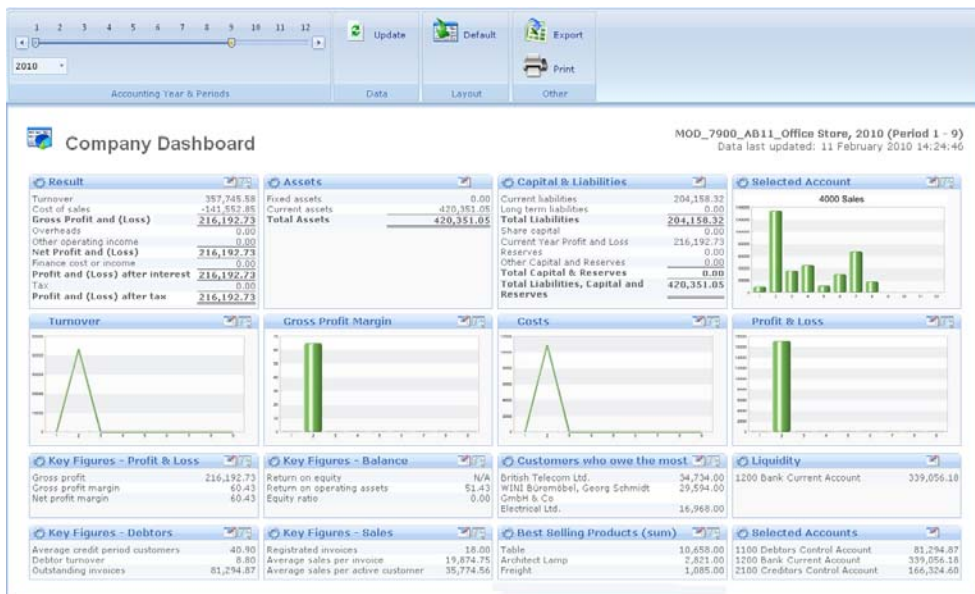 1 2 3 4 5 6 7 8 9 10 11 12
2010
Accounting Year & Periods
Update
Data
Default
Layout
Export
Print
Other
Company Dashboard
MOD_7900_AB11_Office Store, 2010 (Period 1 - 9)
Data last updated: 11 February 2010 14:24:46
Result
Turnover 357,745.58
Cost of sales -141,552.85
Gross Profit and (Loss) 216,192.73
Overheads 0.00
Other operating income 0.00
Net Profit and (Loss) 216,192.73
Finance cost or income 0.00
Profit and (Loss) after interest 216,192.73
Tax 0.00
Profit and (Loss) after tax 216,192.73
Assets
Fixed assets 0.00
Current assets 420,351.05
Total Assets 420,351.05
Capital & Liabilities
Current liabilities 204,158.32
Long term liabilities 0.00
Total Liabilities 204,158.32
Share capital 0.00
Current Year Profit and Loss 216,192.73
Reserves 0.00
Other Capital and Reserves 0.00
Total Capital & Reserves 0.00
Total Liabilities, Capital and 420,351.05
Reserves
Selected Account
4000 Sales
Turnover
Gross Profit Margin
Costs
Profit & Loss
Key Figures - Profit & Loss
Gross profit 216,192.73
Gross profit margin 60.43
Net profit margin 60.43
Key Figures - Balance
Return on equity N/A
Return on operating assets 51.43
Equity ratio 0.00
Customers who owe the most
British Telecom Ltd. 34,734.00
WINI Büromöbel, Georg Schmidt 29,594.00
GmbH & Co
Electrical Ltd. 16,968.00
Liquidity
1200 Bank Current Account 339,056.18
Key Figures - Debtors
Average credit period customers 40.90
Debtor turnover 8.80
Outstanding invoices 81,294.87
Key Figures - Sales
Registrated invoices 18.00
Average sales per invoice 19,874.75
Average sales per active customer 35,774.56
Best Selling Products (sum)
Table 10,658.00
Architect Lamp 2,821.00
Freight 1,085.00
Selected Accounts
1100 Debtors Control Account 81,294.87
1200 Bank Current Account 339,056.18
2100 Creditors Control Account 166,324.60